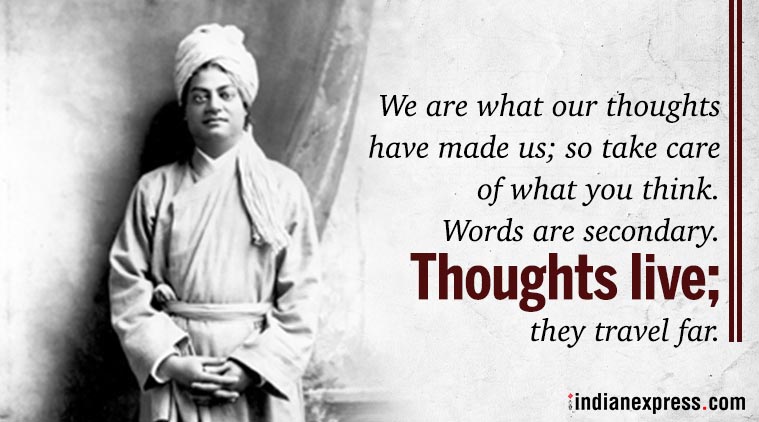 We are what our thoughts
have made us; so take care
of what you think.
Words are secondary.
Thoughts live;
they travel far.
indianexpress.com